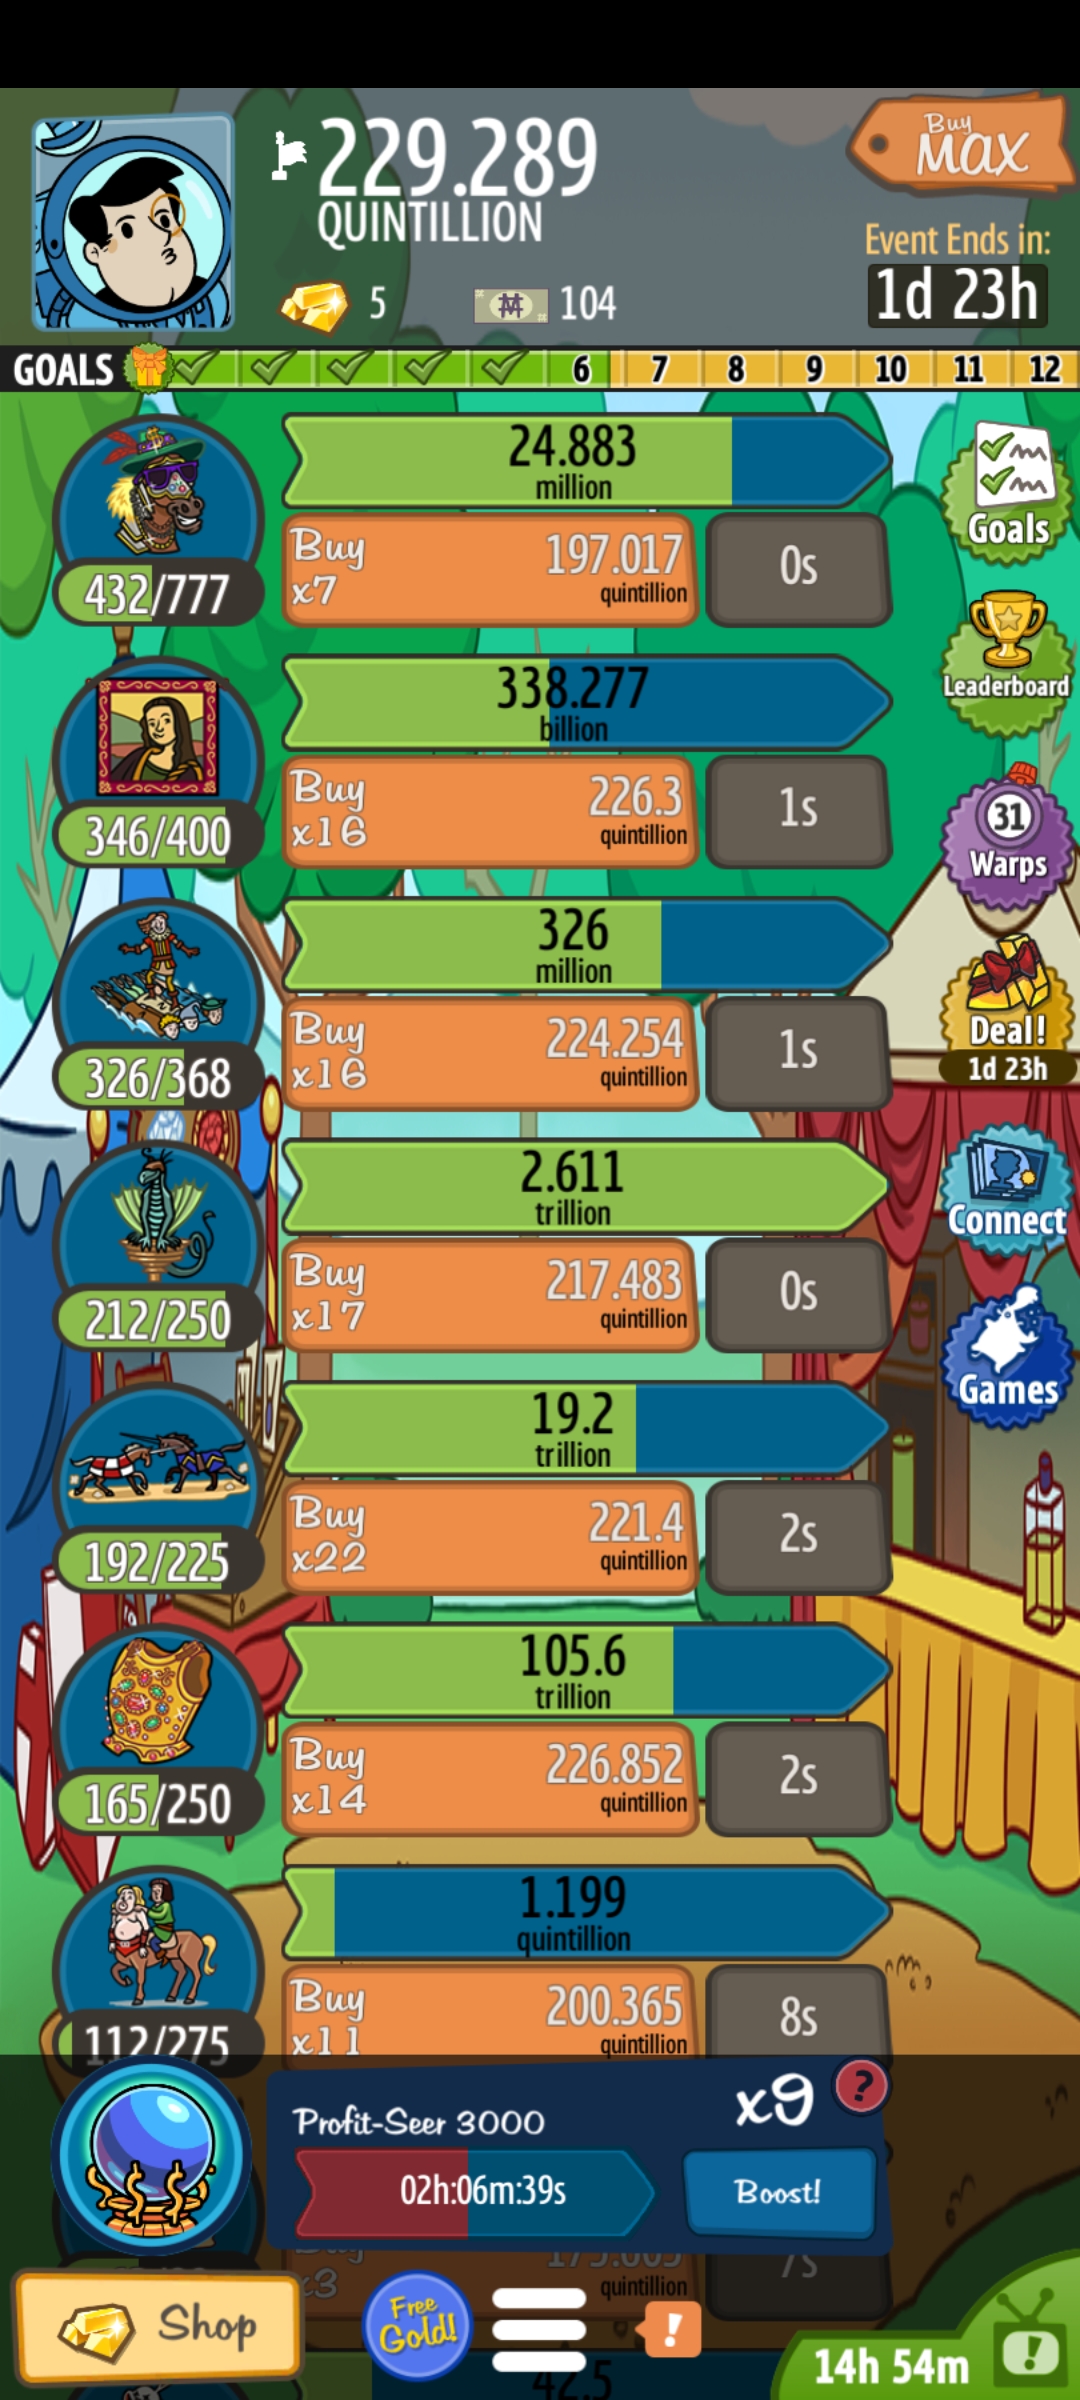 229.289
QUINTILLION
Buy
MAX
5
104
Event Ends in:
1d 23h
GOALS
6
7
8
9
10
11
12
24.883
million
Buy
x7
197.017
quintillion
0s
432/777
Goals
Leaderboard
338.277
billion
Buy
x16
226.3
quintillion
1s
346/400
31
Warps
326
million
Buy
x16
224.254
quintillion
1s
326/368
Deal!
1d 23h
2.611
trillion
Buy
x17
217.483
quintillion
0s
212/250
Connect
Games
19.2
trillion
Buy
x22
221.4
quintillion
2s
192/225
105.6
trillion
Buy
x14
226.852
quintillion
2s
165/250
1.199
quintillion
Buy
x11
200.365
quintillion
8s
112/275
Profit-Seer 3000
x9
?
02h:06m:39s
Boost!
x3
quintillion
7s
Shop
Free
Gold!
!
42.5
14h 54m
!